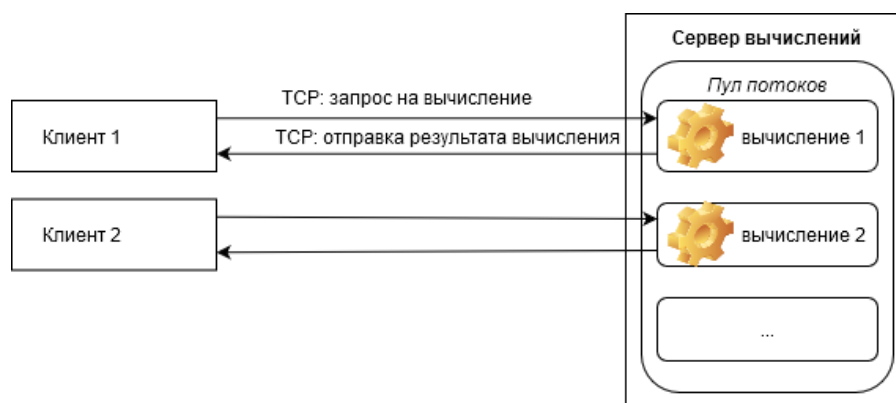 Сервер вычислений
Пул потоков
TCP: запрос на вычисление
Клиент 1
вычисление 1
TCP: отправка результата вычисления
Клиент 2
вычисление 2
...